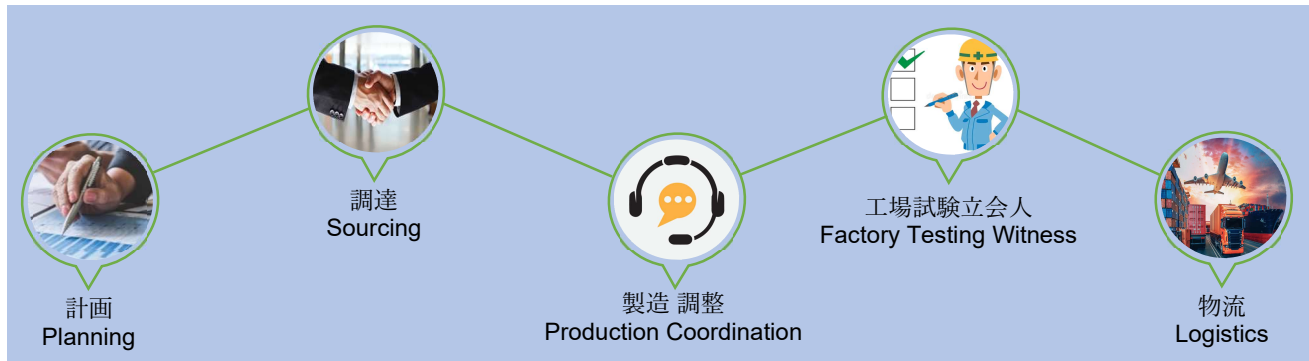 計画
Planning
調達
Sourcing
製造 調整
Production Coordination
工場試験立会人
Factory Testing Witness
物流
Logistics